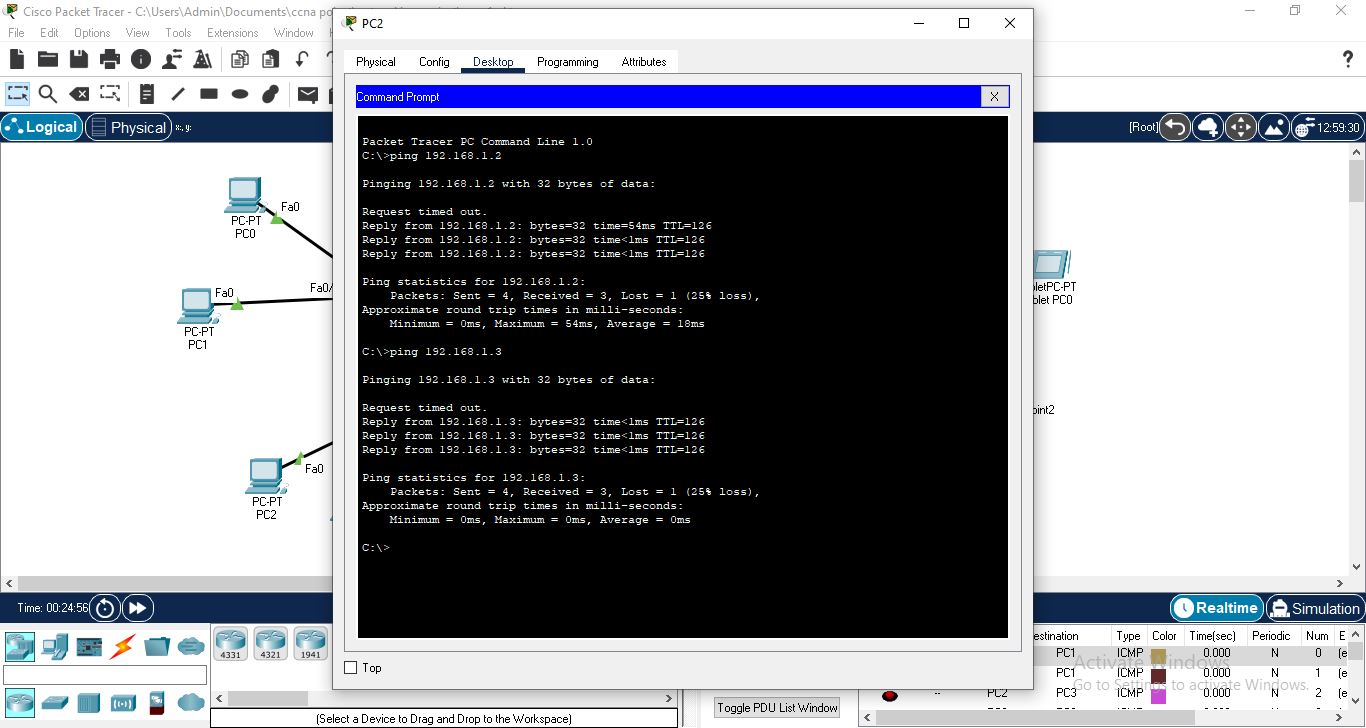 Cisco Packet Tracer - C:\Users\Admin\Documents\ccna po
PC2
File Edit Options View Tools Extensions Window
Physical Config Desktop Programming Attributes
Command Prompt X
Logical Physical x: y:
[Root] 12:59:30
Packet Tracer PC Command Line 1.0
C:\>ping 192.168.1.2
Pinging 192.168.1.2 with 32 bytes of data:
Request timed out.
Reply from 192.168.1.2: bytes=32 time=54ms TTL=126
Reply from 192.168.1.2: bytes=32 time<1ms TTL=126
Reply from 192.168.1.2: bytes=32 time<1ms TTL=126
Ping statistics for 192.168.1.2:
Packets: Sent = 4, Received = 3, Lost = 1 (25% loss),
Approximate round trip times in milli-seconds:
Minimum = 0ms, Maximum = 54ms, Average = 18ms
C:\>ping 192.168.1.3
Pinging 192.168.1.3 with 32 bytes of data:
Request timed out.
Reply from 192.168.1.3: bytes=32 time<1ms TTL=126
Reply from 192.168.1.3: bytes=32 time<1ms TTL=126
Reply from 192.168.1.3: bytes=32 time<1ms TTL=126
Ping statistics for 192.168.1.3:
Packets: Sent = 4, Received = 3, Lost = 1 (25% loss),
Approximate round trip times in milli-seconds:
Minimum = 0ms, Maximum = 0ms, Average = 0ms
C:\>
Top
Fa0
PC-PT
PC0
Fa0
Fa0/
PC-PT
PC1
Fa0
PC-PT
PC2
letPC-PT
blet PC0
oint2
Time: 00:24:56
Realtime Simulation
4331 4321 1941
(Select a Device to Drag and Drop to the Workspace)
Toggle PDU List Window
estination Type Color Time(sec) Periodic Num E
PC1 ICMP 0.000 N 0 (e
PC1 ICMP 0.000 N 1 (e
-- PC2 PC3 ICMP 0.000 N 2 (e
Activate Windows
Go to Settings to activate Windows.